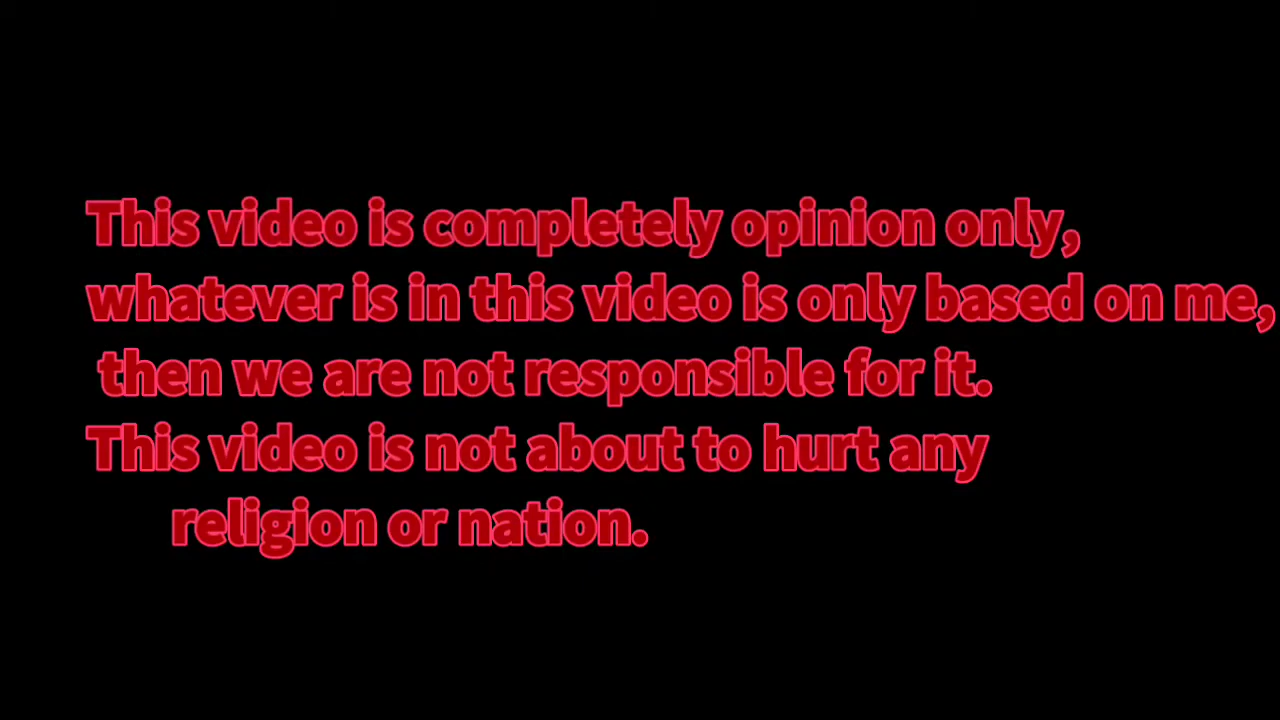 This video is completely opinion only,
whatever is in this video is only based on me,
then we are not responsible for it.
This video is not about to hurt any
religion or nation.